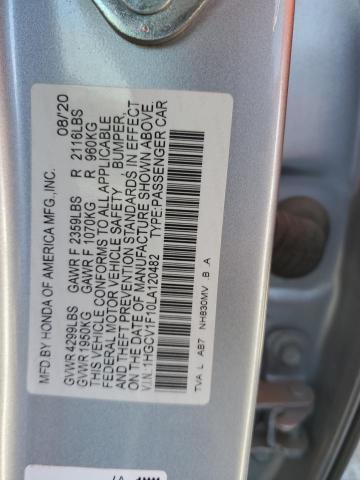 MFD BY HONDA OF AMERICA MFG.,INC. 08/20
GVWR 4299LBS GAWR F 2359LBS R 2116LBS
GVWR 1950KG GAWR F 1070KG R 960KG
THIS VEHICLE CONFORMS TO ALL APPLICABLE
FEDERAL MOTOR VEHICLE SAFETY , BUMPER,
AND THEFT PREVENTION STANDARDS IN EFFECT
ON THE DATE OF MANUFACTURE SHOWN ABOVE.
V.I.N.:1HGCV1F10LA120482 TYPE:PASSENGER CAR
TVA L AB7 NH830MV B A